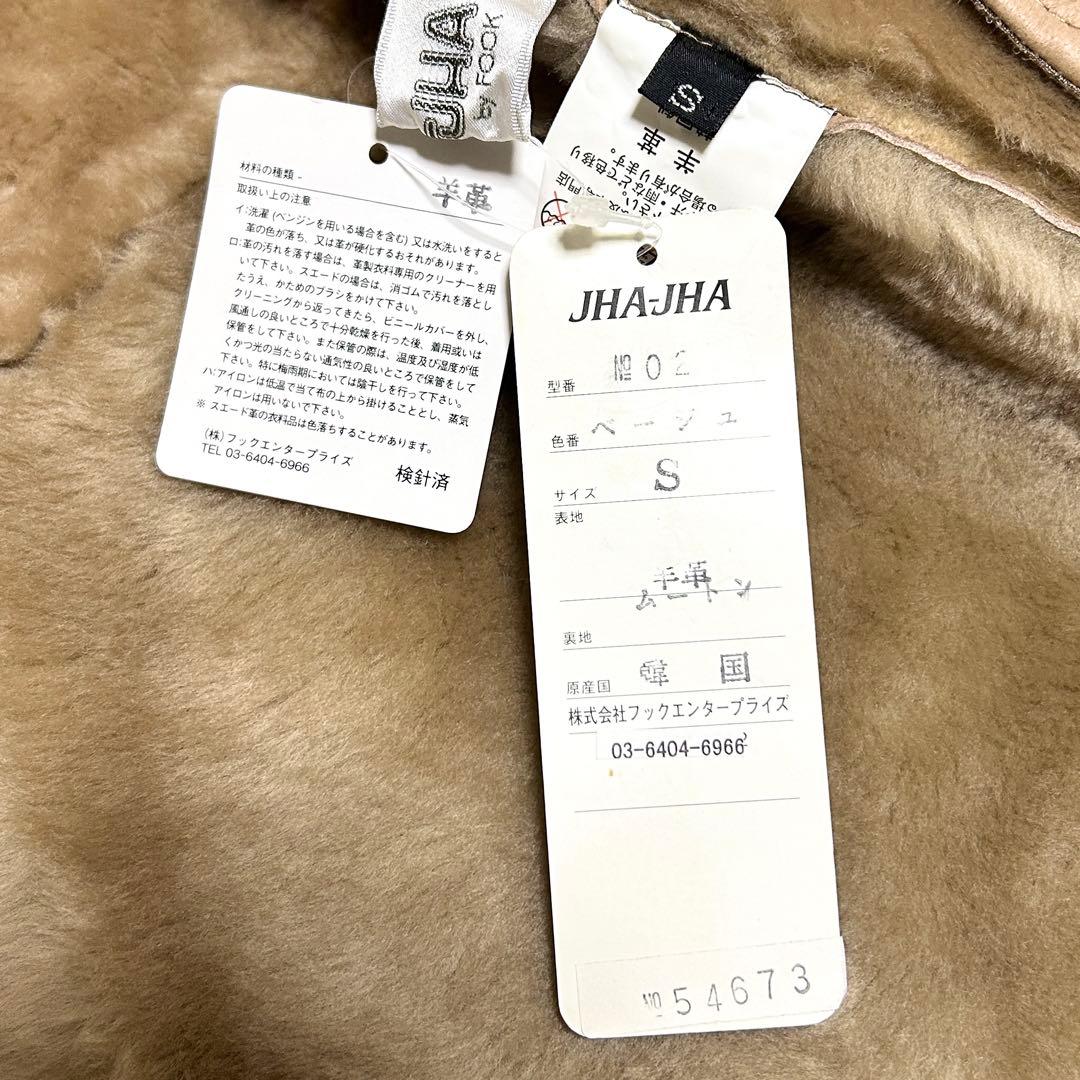 JHA
by FOOK
S
羊革
汗・雨などで色移り
る場合が有ります。
材料の種類 -
羊革
取扱い上の注意
イ:洗濯 (ベンジンを用いる場合を含む) 又は水洗いをすると
革の色が落ち、又は革が硬化するおそれがあります。
ロ:革の汚れを落す場合は、革製衣料専用のクリーナーを用
いて下さい。スエードの場合は、消ゴムで汚れを落とし
たうえ、かためのブラシをかけて下さい。
クリーニングから返ってきたら、ビニールカバーを外し、
風通しの良いところで十分乾燥を行った後、着用或いは
保管をして下さい。また保管の際は、温度及び湿度が低
くかつ光の当たらない通気性の良いところで保管をして
下さい。特に梅雨期においては陰干しを行って下さい。
ハ:アイロンは低温で当て布の上から掛けることとし、蒸気
アイロンは用いないで下さい。
※ スエード革の衣料品は色落ちすることがあります。
(株) フックエンタープライズ
TEL 03-6404-6966
検針済
JHA-JHA
型番 №02
色番 ベージュ
サイズ S
表地
羊革
ムートン
裏地
原産国 韓国
株式会社フックエンタープライズ
03-6404-6966
№54673